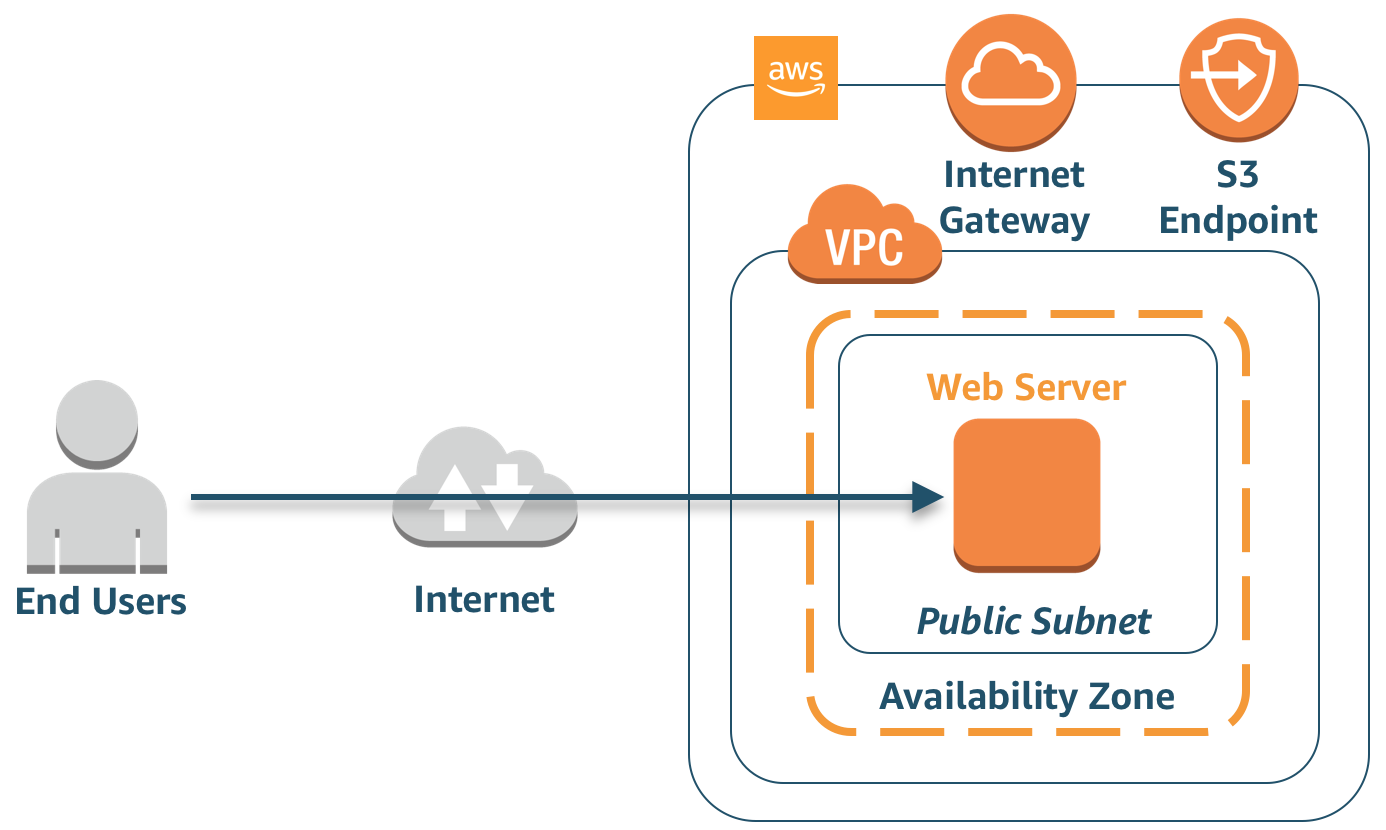 aws
Internet
Gateway
S3
Endpoint
VPC
Web Server
Public Subnet
Availability Zone
End Users
Internet